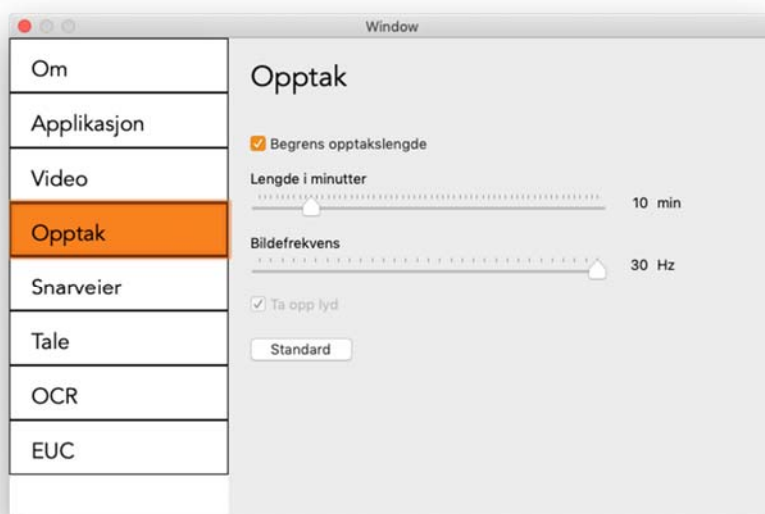 Window
Om
Applikasjon
Video
Opptak
Snarveier
Tale
OCR
EUC
Opptak
Begrens opptakslengde
Lengde i minutter
10 min
Bildefrekvens
30 Hz
Ta opp lyd
Standard